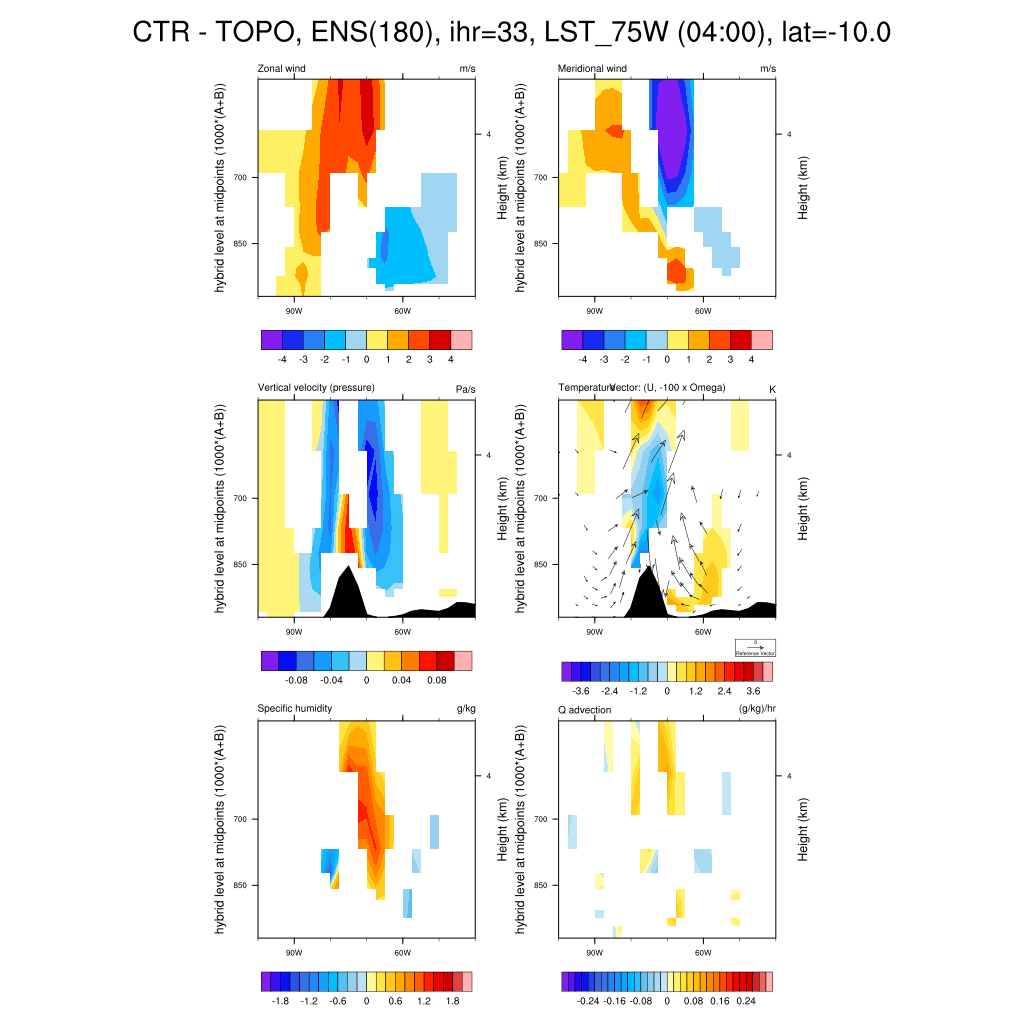 CTR - TOPO, ENS(180), ihr=33, LST_75W (04:00), lat=-10.0
Zonal wind m/s
hybrid level at midpoints (1000*(A+B))
700
850
4
Height (km)
90W 60W
-4 -3 -2 -1 0 1 2 3 4
Meridional wind m/s
hybrid level at midpoints (1000*(A+B))
700
850
4
Height (km)
90W 60W
-4 -3 -2 -1 0 1 2 3 4
Vertical velocity (pressure) Pa/s
hybrid level at midpoints (1000*(A+B))
700
850
4
Height (km)
90W 60W
-0.08 -0.04 0 0.04 0.08
Temperature Vector: (U, -100 x Omega) K
hybrid level at midpoints (1000*(A+B))
700
850
4
Height (km)
90W 60W
3
Reference Vector
-3.6 -2.4 -1.2 0 1.2 2.4 3.6
Specific humidity g/kg
hybrid level at midpoints (1000*(A+B))
700
850
4
Height (km)
90W 60W
-1.8 -1.2 -0.6 0 0.6 1.2 1.8
Q advection (g/kg)/hr
hybrid level at midpoints (1000*(A+B))
700
850
4
Height (km)
90W 60W
-0.24 -0.16 -0.08 0 0.08 0.16 0.24